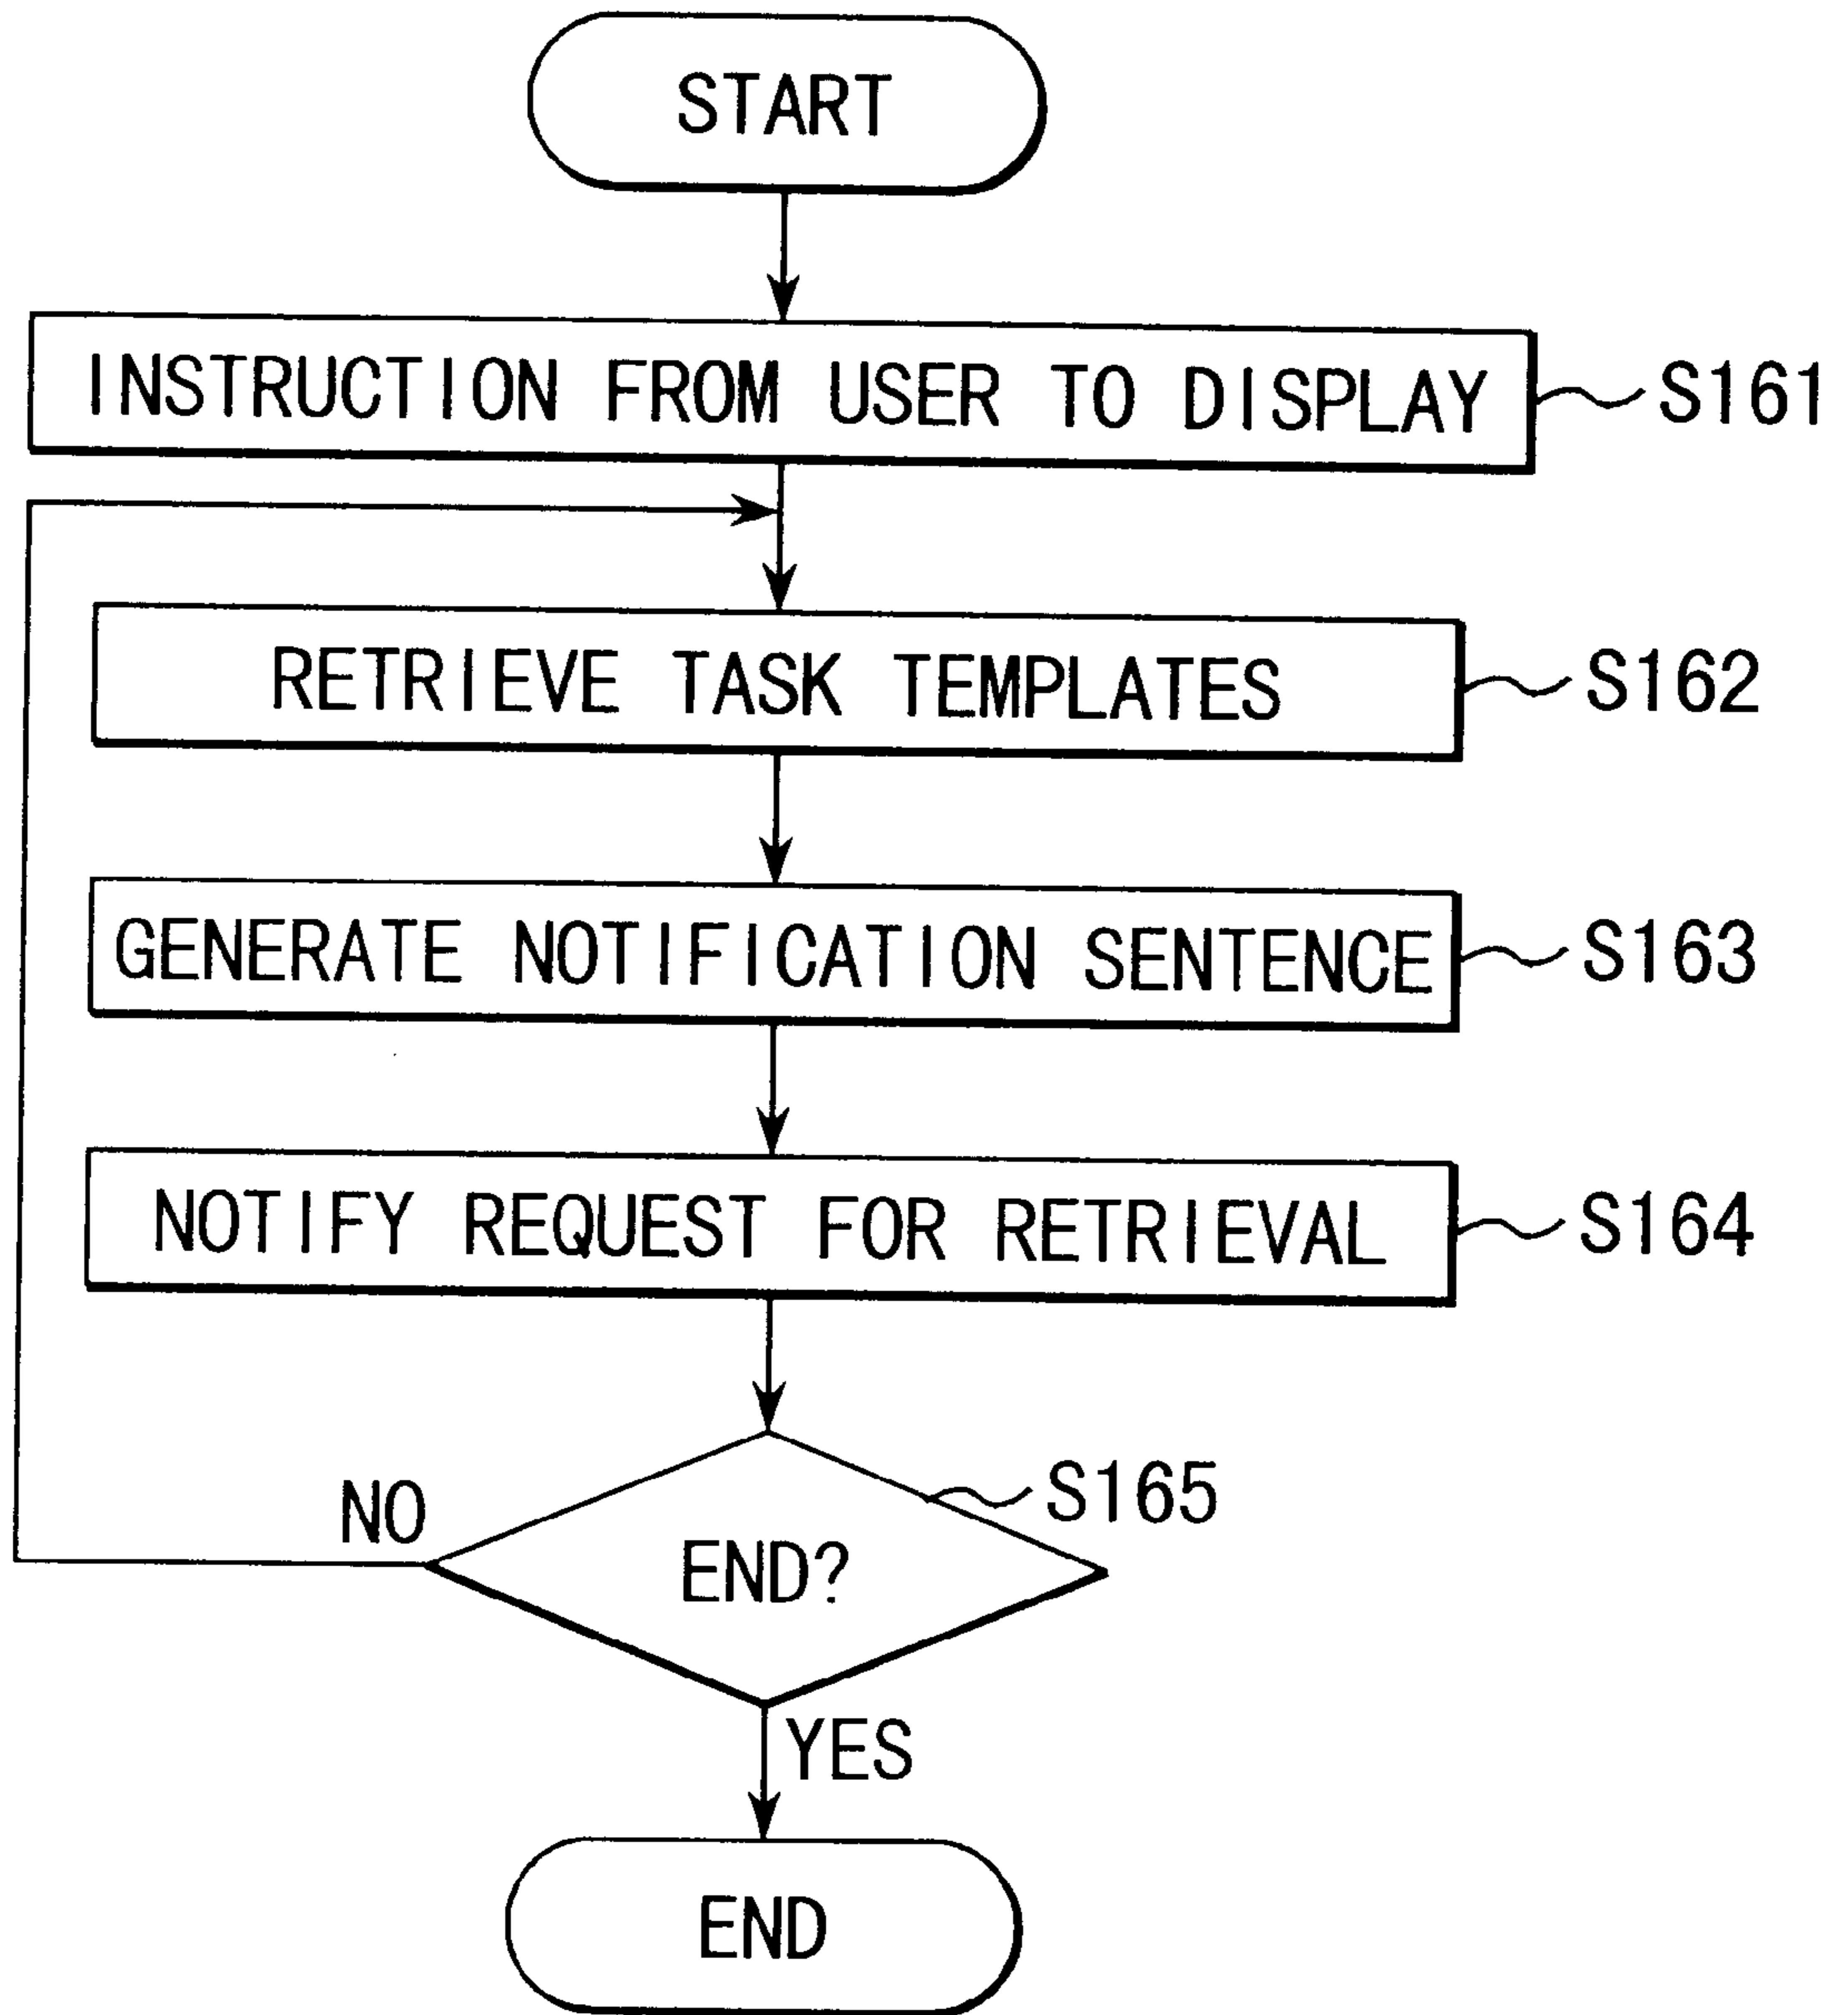 START
INSTRUCTION FROM USER TO DISPLAY S161
RETRIEVE TASK TEMPLATES S162
GENERATE NOTIFICATION SENTENCE S163
NOTIFY REQUEST FOR RETRIEVAL S164
S165
NO
END?
YES
END